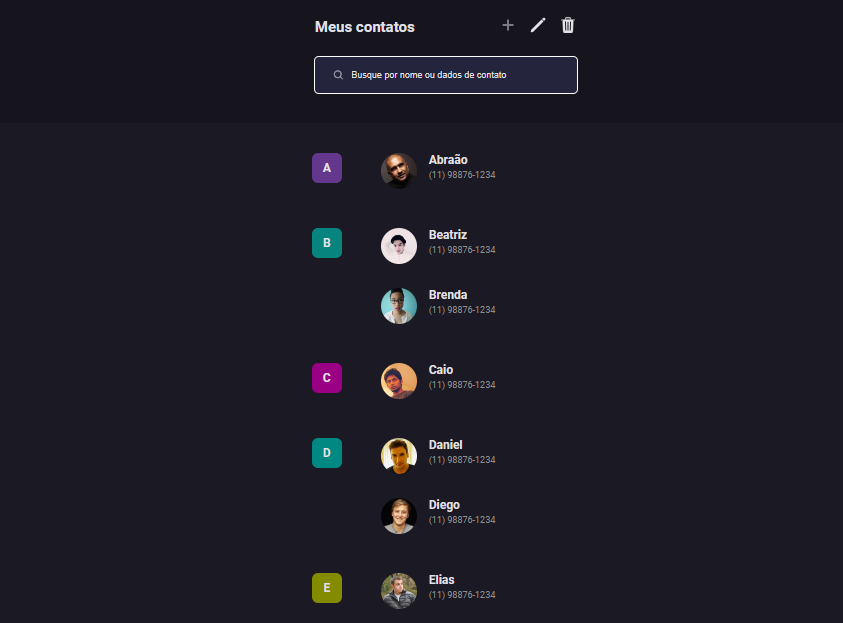 Meus contatos
Busque por nome ou dados de contato
A
Abraão
(11) 98876-1234
B
Beatriz
(11) 98876-1234
Brenda
(11) 98876-1234
C
Caio
(11) 98876-1234
D
Daniel
(11) 98876-1234
Diego
(11) 98876-1234
E
Elias
(11) 98876-1234